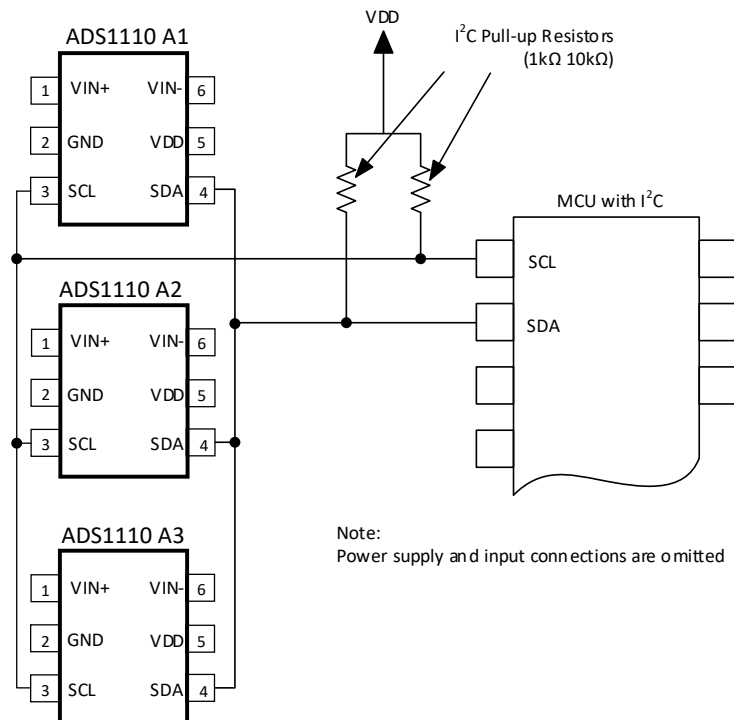 VDD
I²C Pull-up Resistors
(1kΩ 10kΩ)
ADS1110 A1
1 VIN+ VIN- 6
2 GND VDD 5
3 SCL SDA 4
MCU with I²C
SCL
SDA
ADS1110 A2
1 VIN+ VIN- 6
2 GND VDD 5
3 SCL SDA 4
Note:
Power supply and input connections are omitted
ADS1110 A3
1 VIN+ VIN- 6
2 GND VDD 5
3 SCL SDA 4